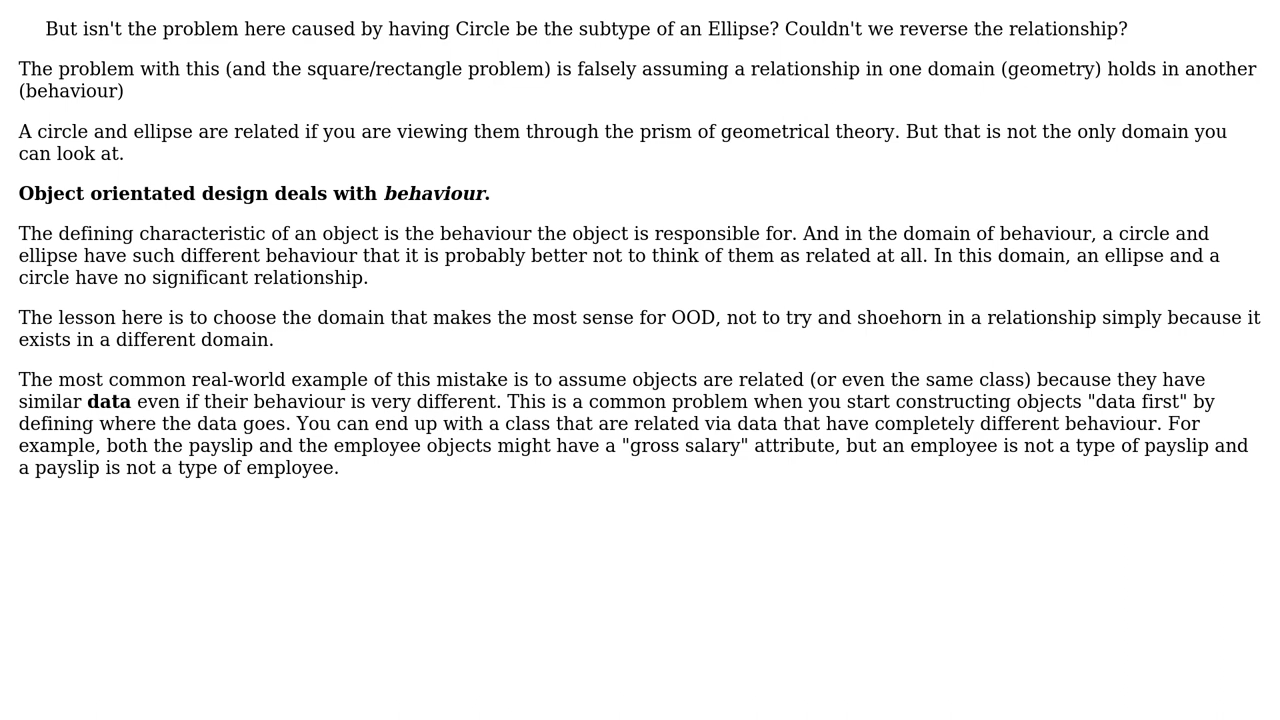 But isn't the problem here caused by having Circle be the subtype of an Ellipse? Couldn't we reverse the relationship?
The problem with this (and the square/rectangle problem) is falsely assuming a relationship in one domain (geometry) holds in another
(behaviour)
A circle and ellipse are related if you are viewing them through the prism of geometrical theory. But that is not the only domain you
can look at.
Object orientated design deals with behaviour.
The defining characteristic of an object is the behaviour the object is responsible for. And in the domain of behaviour, a circle and
ellipse have such different behaviour that it is probably better not to think of them as related at all. In this domain, an ellipse and a
circle have no significant relationship.
The lesson here is to choose the domain that makes the most sense for OOD, not to try and shoehorn in a relationship simply because it
exists in a different domain.
The most common real-world example of this mistake is to assume objects are related (or even the same class) because they have
similar data even if their behaviour is very different. This is a common problem when you start constructing objects "data first" by
defining where the data goes. You can end up with a class that are related via data that have completely different behaviour. For
example, both the payslip and the employee objects might have a "gross salary" attribute, but an employee is not a type of payslip and
a payslip is not a type of employee.